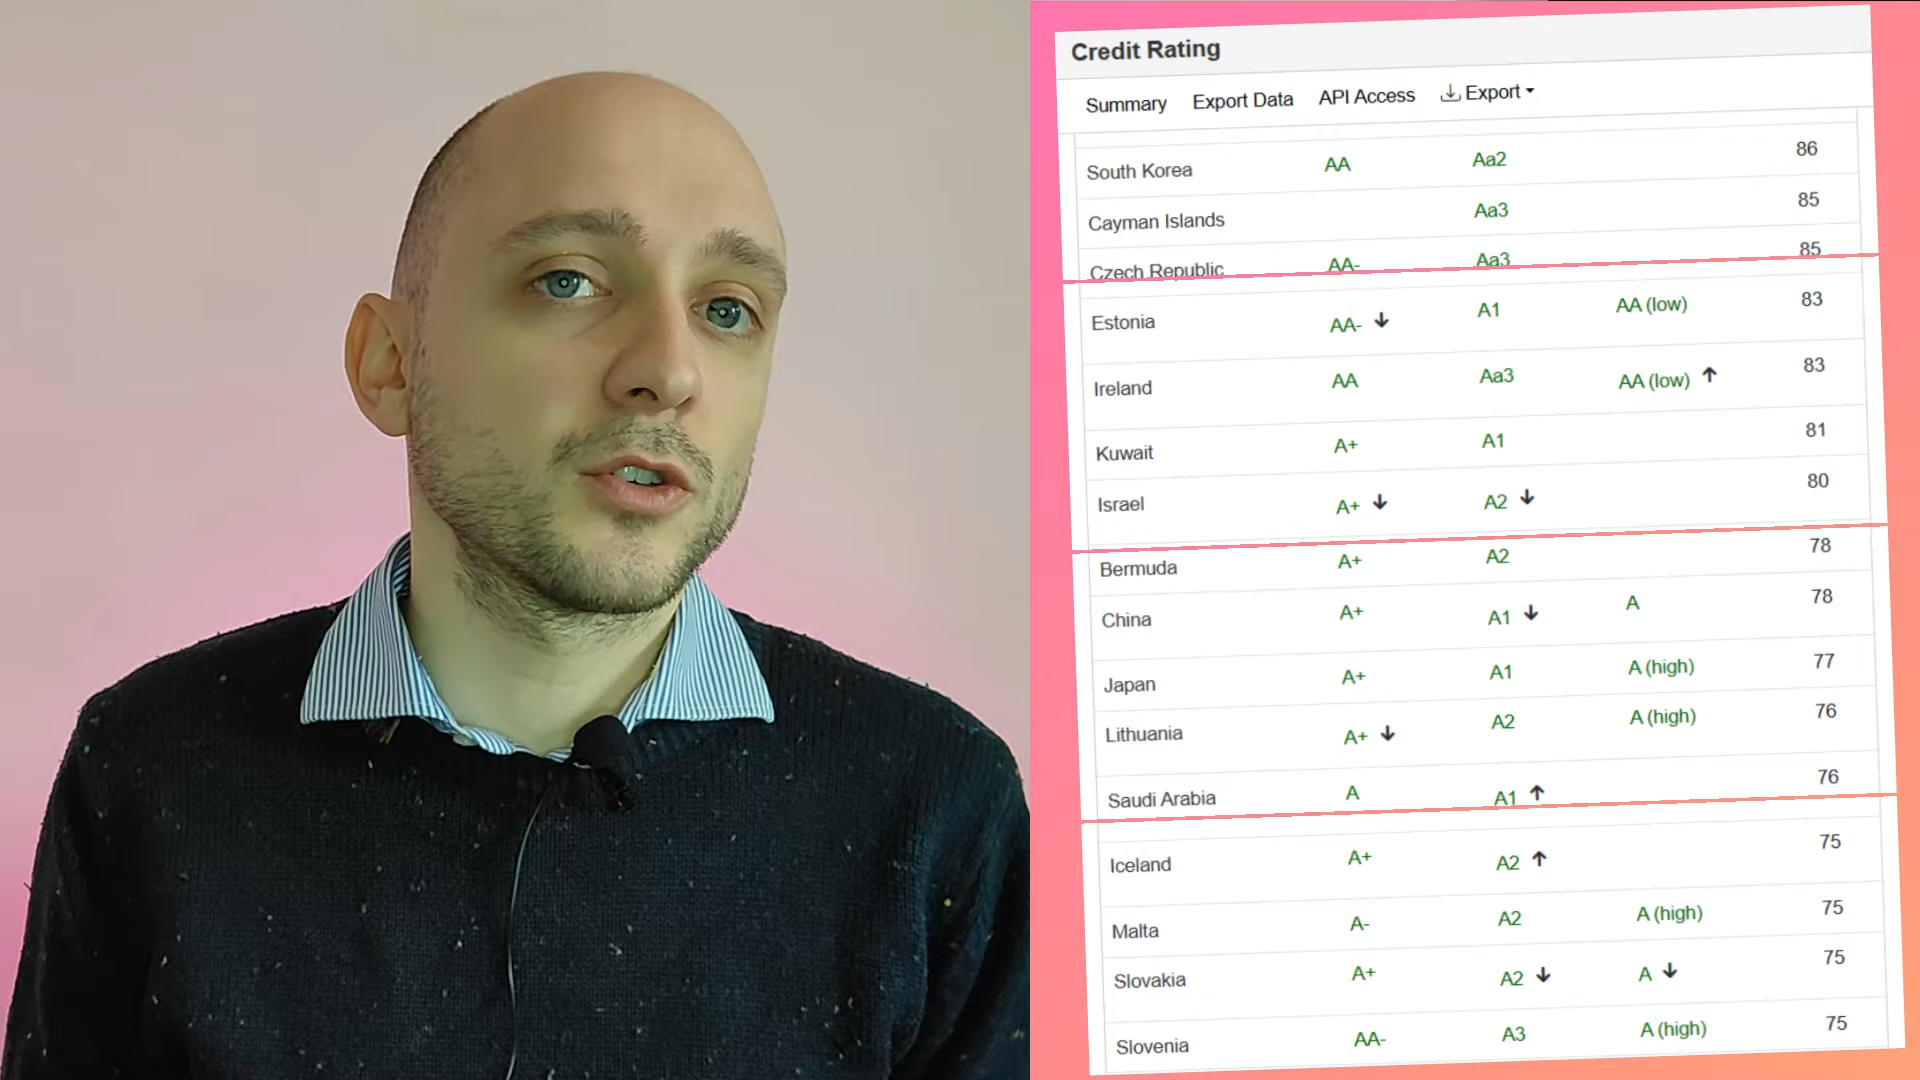 Credit Rating
Summary Export Data API Access Export
South Korea AA Aa2 86
Cayman Islands Aa3 85
Czech Republic AA- Aa3 85
Estonia AA- ↓ A1 AA (low) 83
Ireland AA Aa3 AA (low) ↑ 83
Kuwait A+ A1 81
Israel A+ ↓ A2 ↓ 80
Bermuda A+ A2 78
China A+ A1 ↓ A 78
Japan A+ A1 A (high) 77
Lithuania A+ ↓ A2 A (high) 76
Saudi Arabia A A1 ↑ 76
Iceland A+ A2 ↑ 75
Malta A- A2 A (high) 75
Slovakia A+ A2 ↓ A ↓ 75
Slovenia AA- A3 A (high) 75